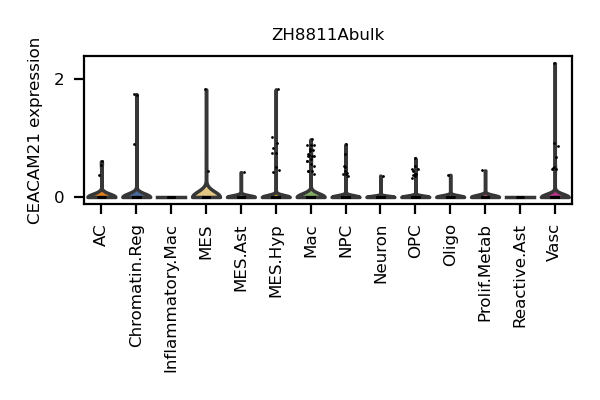 ZH8811Abulk
CEACAM21 expression
2
0
AC
Chromatin.Reg
Inflammatory.Mac
MES
MES.Ast
MES.Hyp
Mac
NPC
Neuron
OPC
Oligo
Prolif.Metab
Reactive.Ast
Vasc